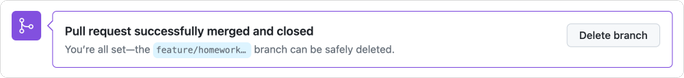 Pull request successfully merged and closed
You're all set—the feature/homework… branch can be safely deleted.
Delete branch